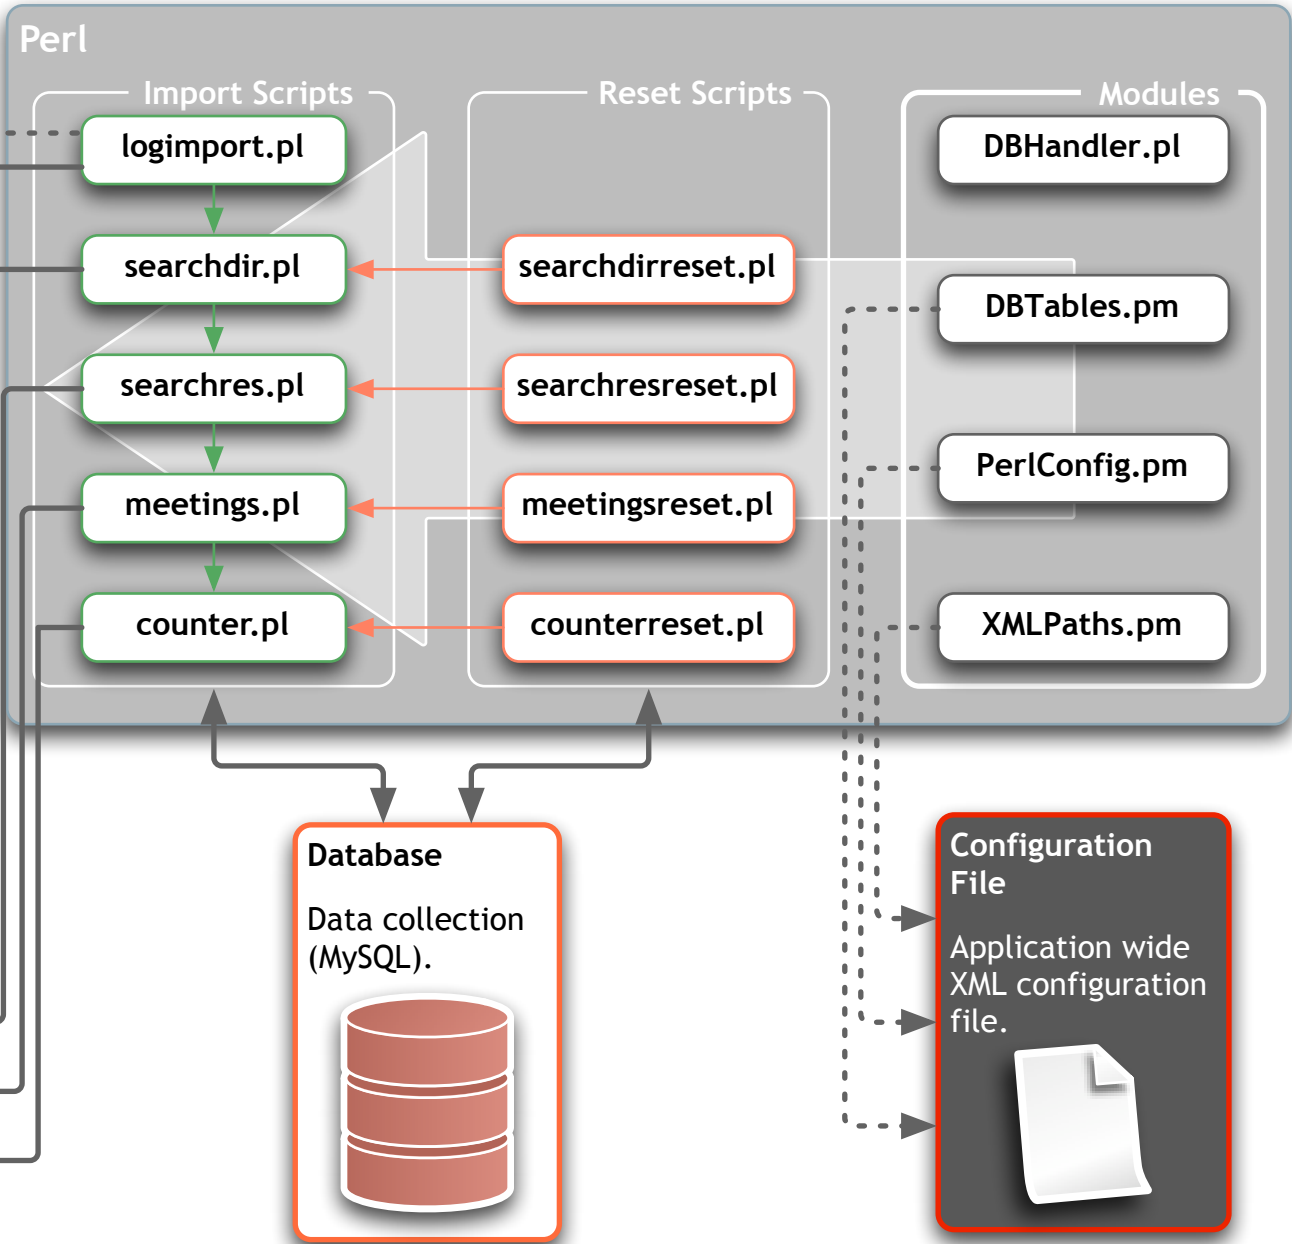 Perl
Import Scripts
logimport.pl
searchdir.pl
searchres.pl
meetings.pl
counter.pl
Reset Scripts
searchdirreset.pl
searchresreset.pl
meetingsreset.pl
counterreset.pl
Modules
DBHandler.pl
DBTables.pm
PerlConfig.pm
XMLPaths.pm
Database
Data collection
(MySQL).
Configuration
File
Application wide
XML configuration
file.